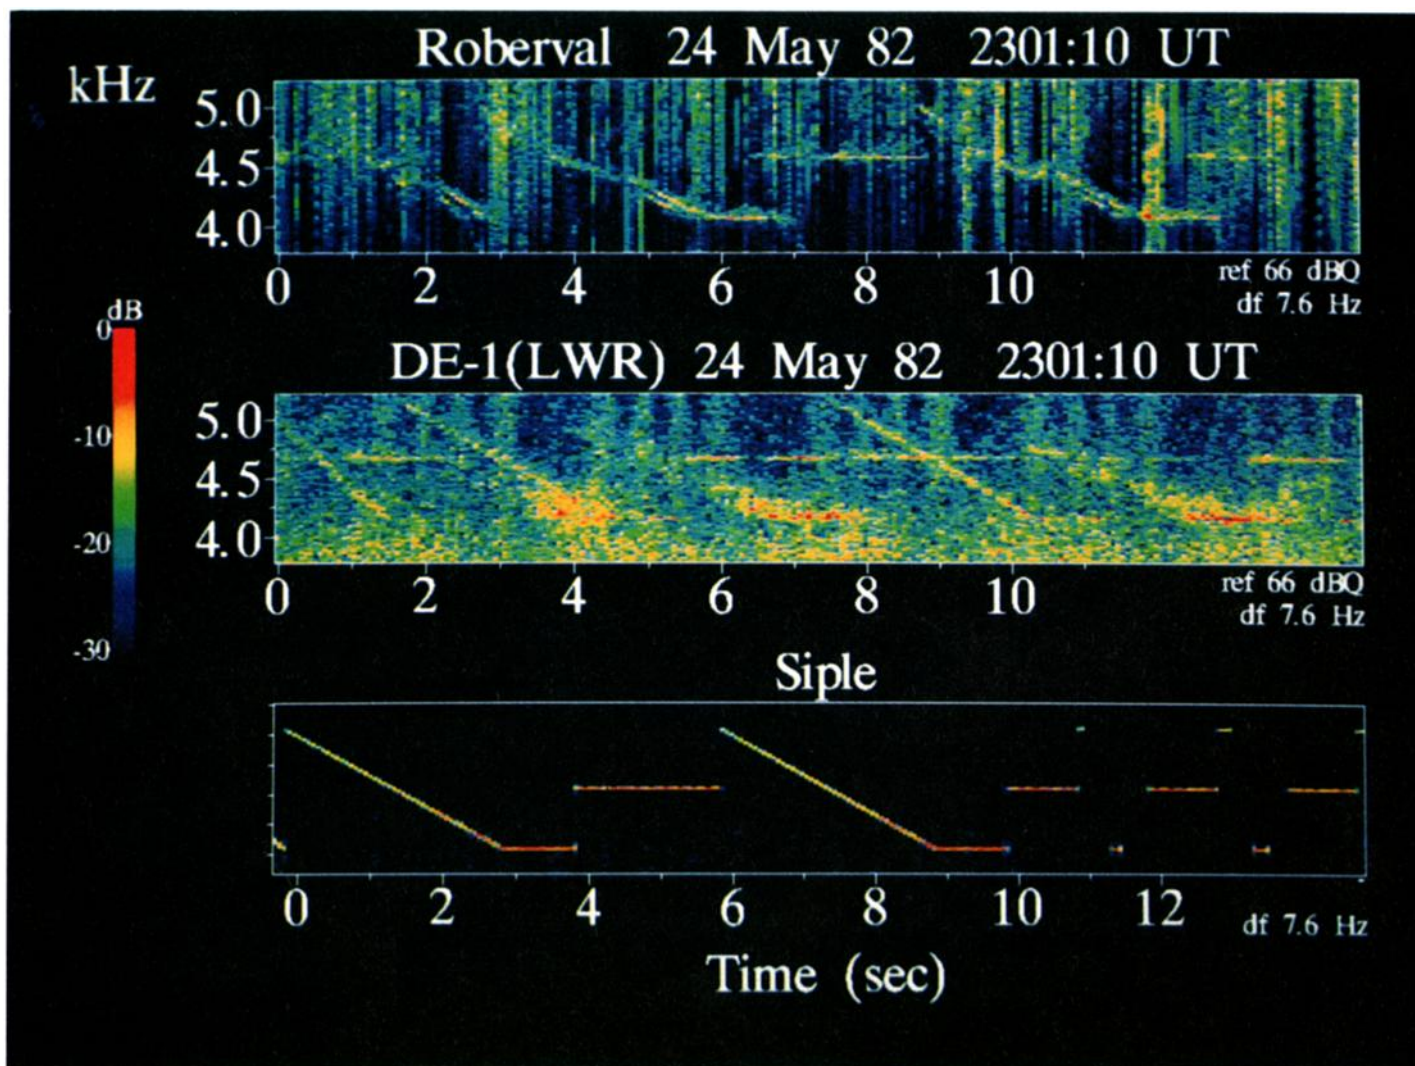 Roberval 24 May 82 2301:10 UT
kHz
5.0
4.5
4.0
0 2 4 6 8 10
ref 66 dBQ
df 7.6 Hz
dB
0
-10
-20
-30
DE-1(LWR) 24 May 82 2301:10 UT
5.0
4.5
4.0
0 2 4 6 8 10
ref 66 dBQ
df 7.6 Hz
Siple
0 2 4 6 8 10 12
df 7.6 Hz
Time (sec)